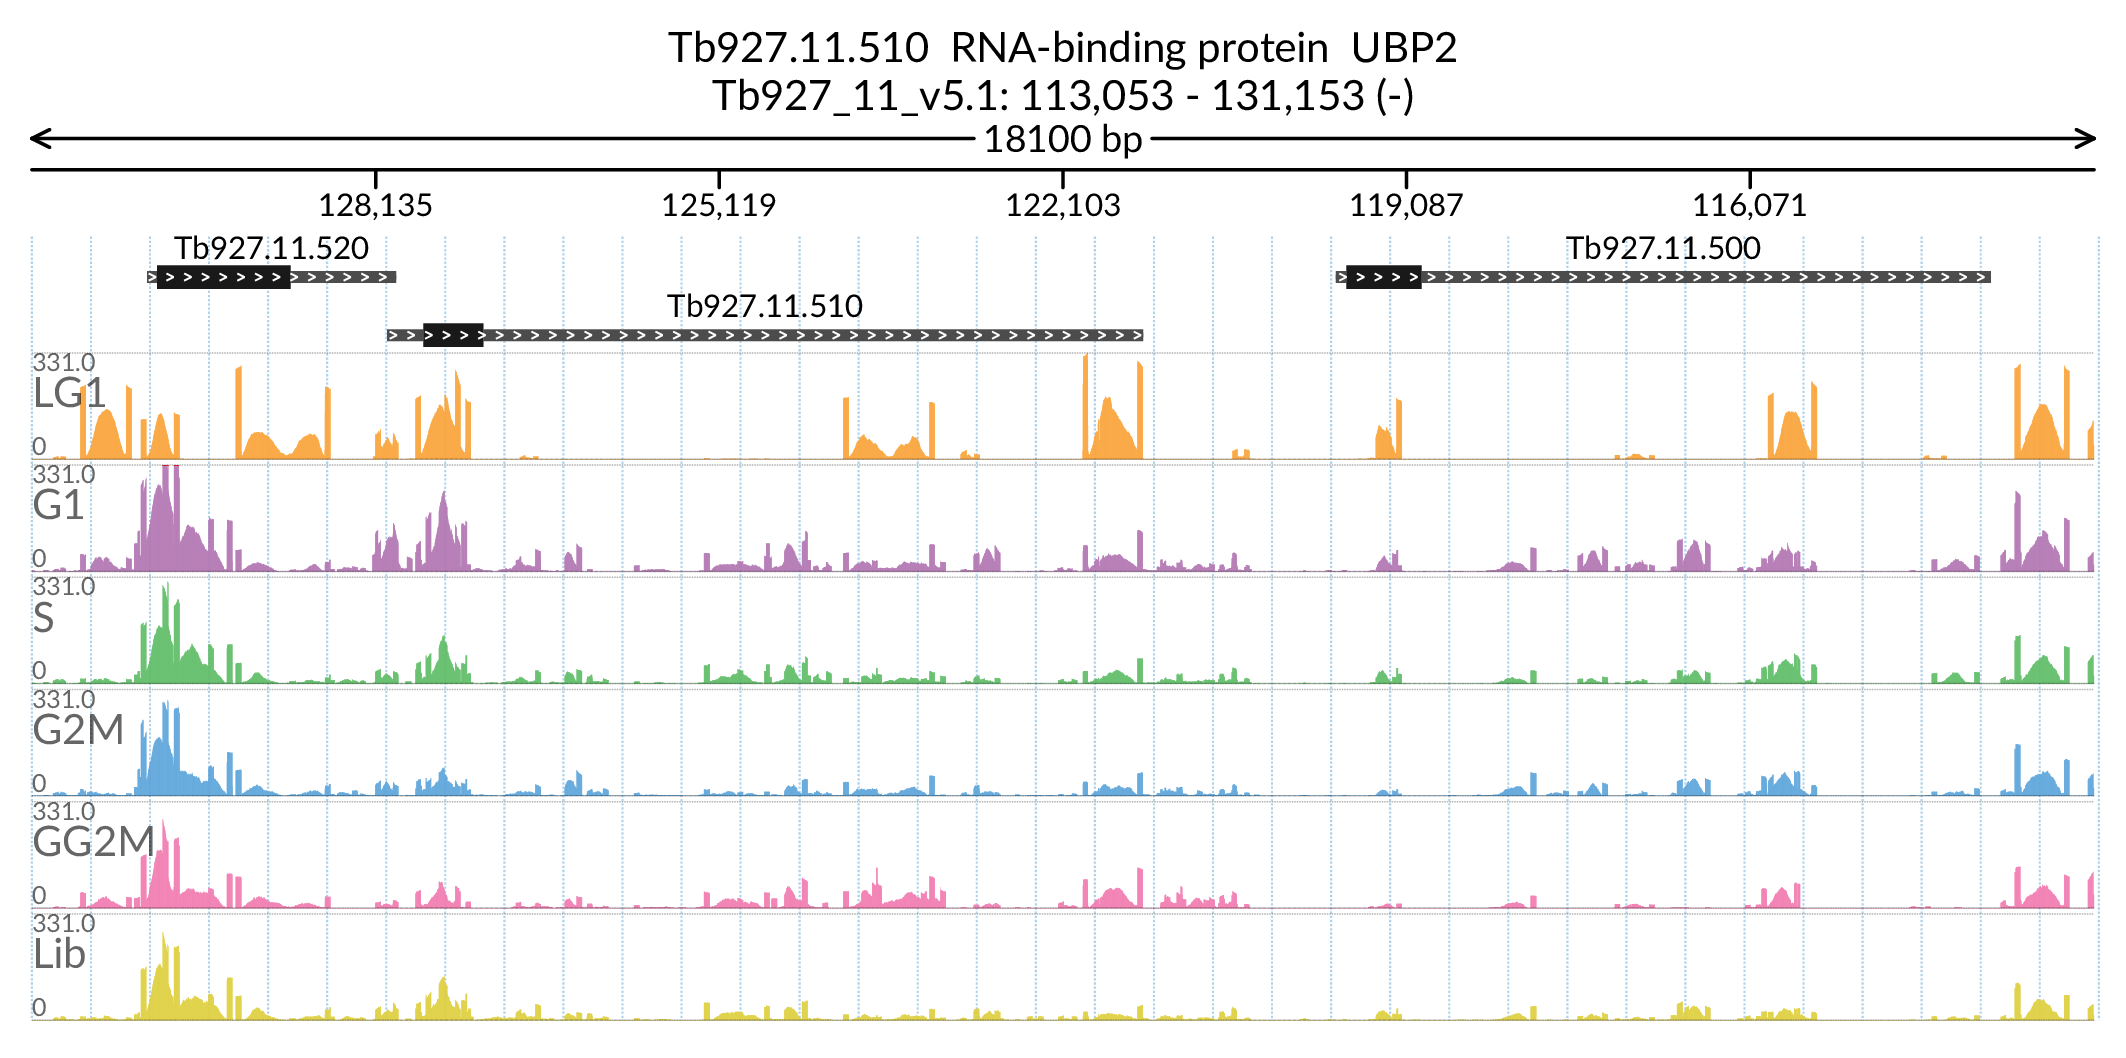 Tb927.11.510  RNA-binding protein  UBP2
Tb927_11_v5.1: 113,053 - 131,153 (-)
18100 bp
128,135 125,119 122,103 119,087 116,071
Tb927.11.520 Tb927.11.500
Tb927.11.510
331.0
LG1
0
331.0
G1
0
331.0
S
0
331.0
G2M
0
331.0
GG2M
0
331.0
Lib
0